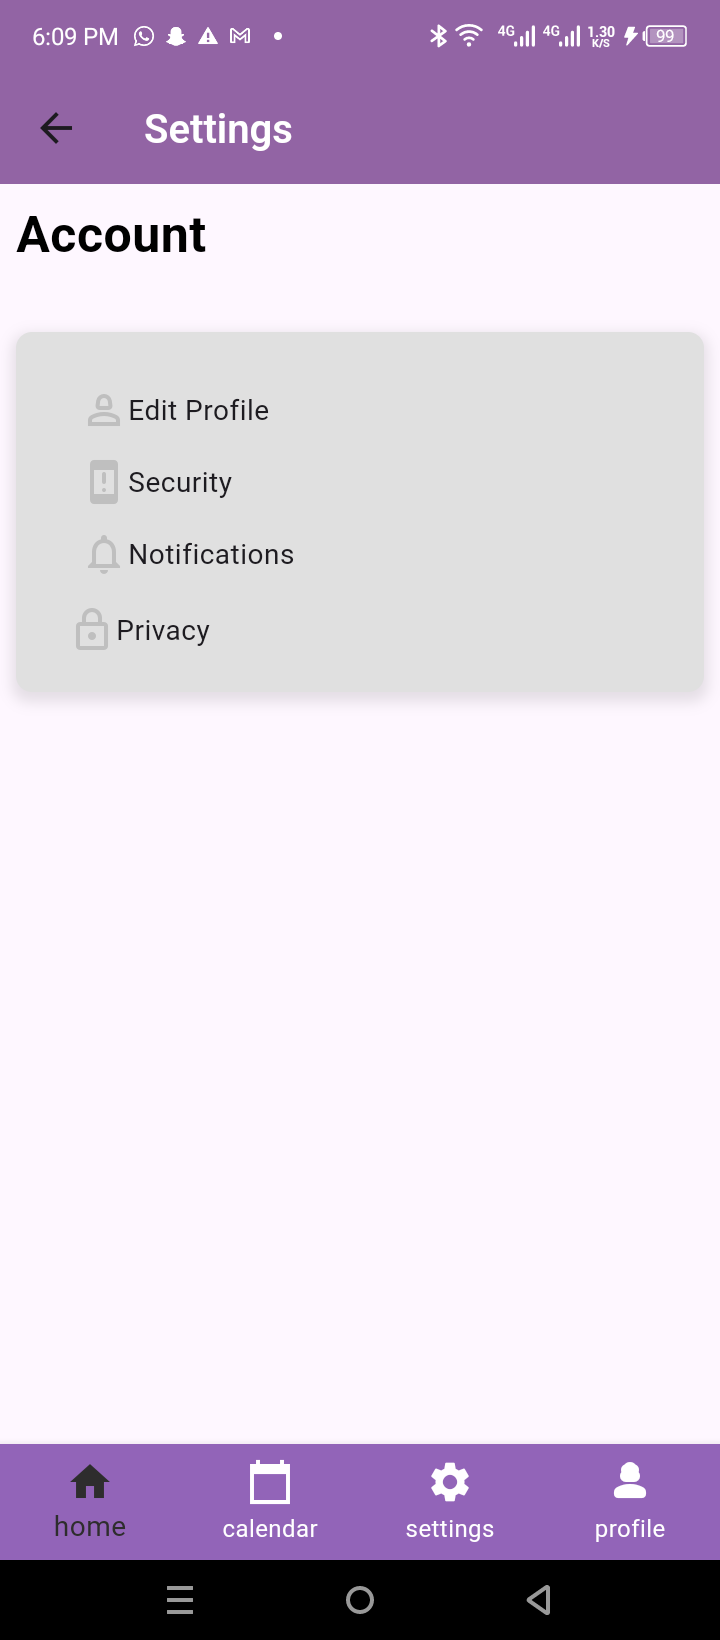 6:09 PM 4G 4G 1.30 K/S 99
Settings
Account
Edit Profile
Security
Notifications
Privacy
home calendar settings profile